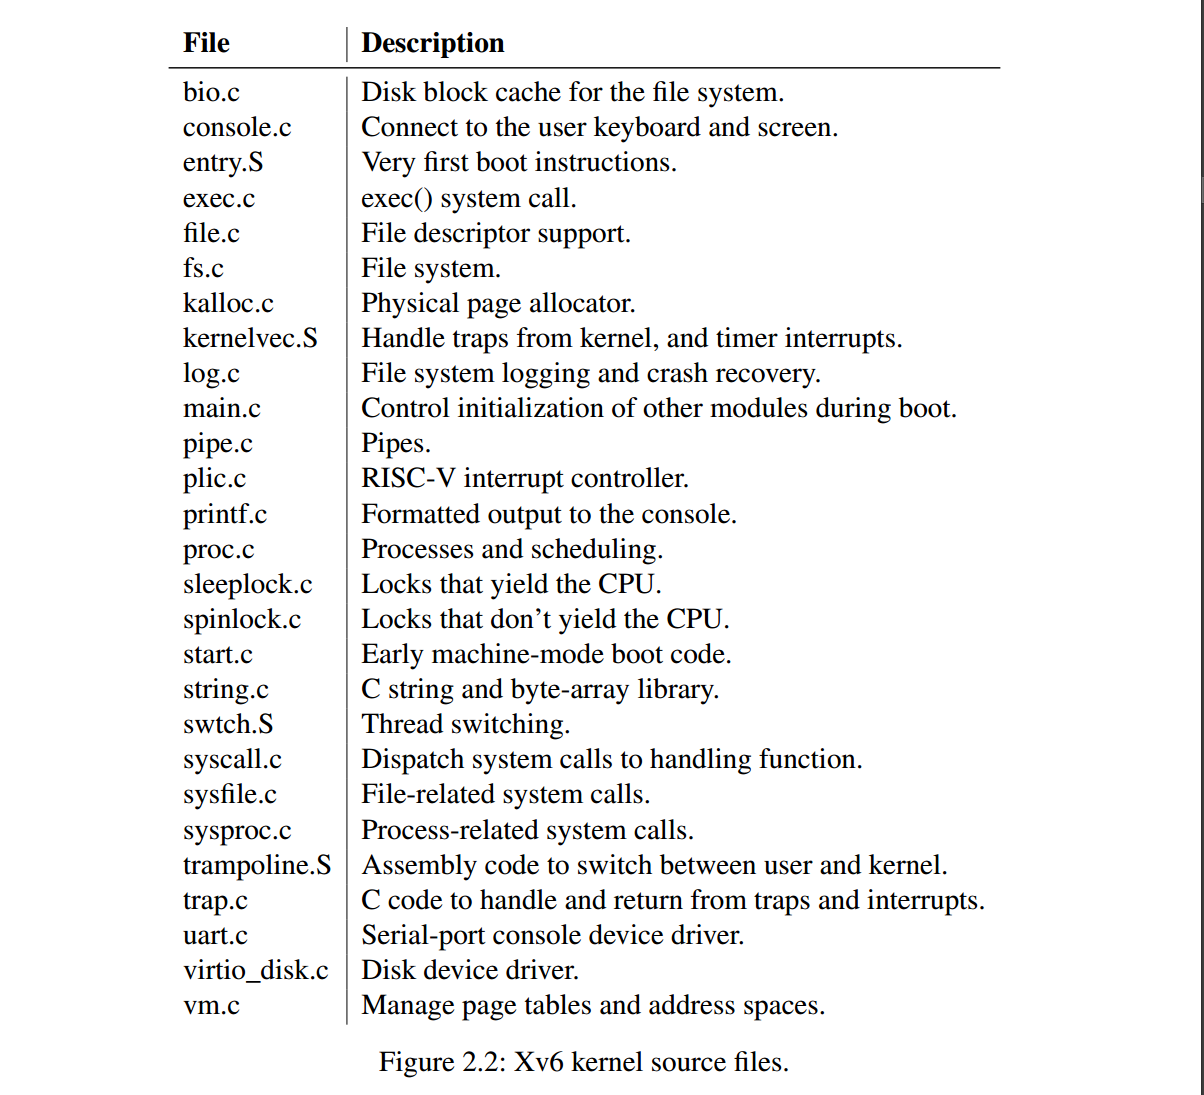 File Description
bio.c Disk block cache for the file system.
console.c Connect to the user keyboard and screen.
entry.S Very first boot instructions.
exec.c exec() system call.
file.c File descriptor support.
fs.c File system.
kalloc.c Physical page allocator.
kernelvec.S Handle traps from kernel, and timer interrupts.
log.c File system logging and crash recovery.
main.c Control initialization of other modules during boot.
pipe.c Pipes.
plic.c RISC-V interrupt controller.
printf.c Formatted output to the console.
proc.c Processes and scheduling.
sleeplock.c Locks that yield the CPU.
spinlock.c Locks that don’t yield the CPU.
start.c Early machine-mode boot code.
string.c C string and byte-array library.
swtch.S Thread switching.
syscall.c Dispatch system calls to handling function.
sysfile.c File-related system calls.
sysproc.c Process-related system calls.
trampoline.S Assembly code to switch between user and kernel.
trap.c C code to handle and return from traps and interrupts.
uart.c Serial-port console device driver.
virtio_disk.c Disk device driver.
vm.c Manage page tables and address spaces.
Figure 2.2: Xv6 kernel source files.